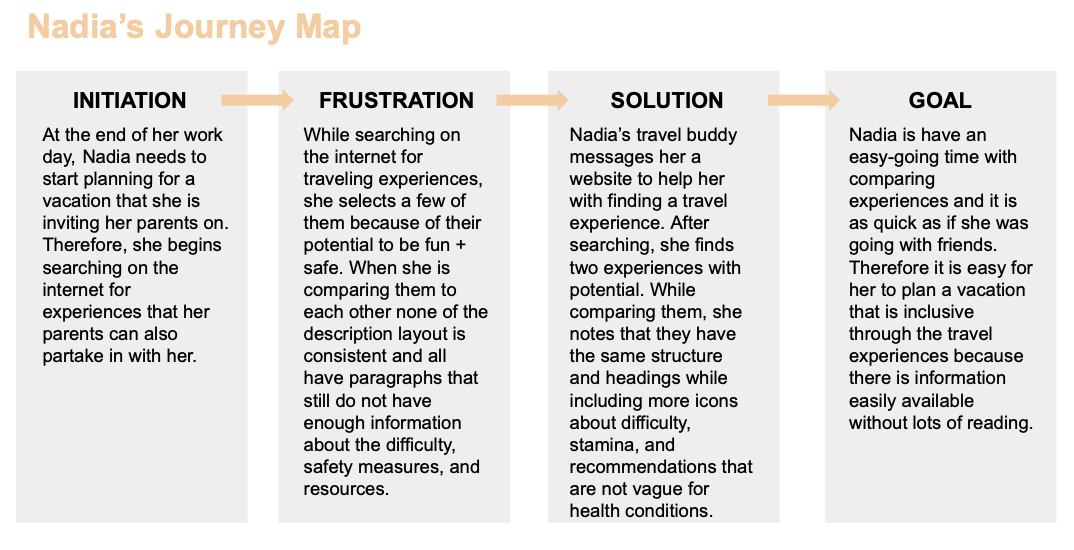 Nadia’s Journey Map
INITIATION
At the end of her work
day, Nadia needs to
start planning for a
vacation that she is
inviting her parents on.
Therefore, she begins
searching on the
internet for
experiences that her
parents can also
partake in with her.
FRUSTRATION
While searching on
the internet for
traveling experiences,
she selects a few of
them because of their
potential to be fun +
safe. When she is
comparing them to
each other none of the
description layout is
consistent and all
have paragraphs that
still do not have
enough information
about the difficulty,
safety measures, and
resources.
SOLUTION
Nadia’s travel buddy
messages her a
website to help her
with finding a travel
experience. After
searching, she finds
two experiences with
potential. While
comparing them, she
notes that they have
the same structure
and headings while
including more icons
about difficulty,
stamina, and
recommendations that
are not vague for
health conditions.
GOAL
Nadia is have an
easy-going time with
comparing
experiences and it is
as quick as if she was
going with friends.
Therefore it is easy for
her to plan a vacation
that is inclusive
through the travel
experiences because
there is information
easily available
without lots of reading.